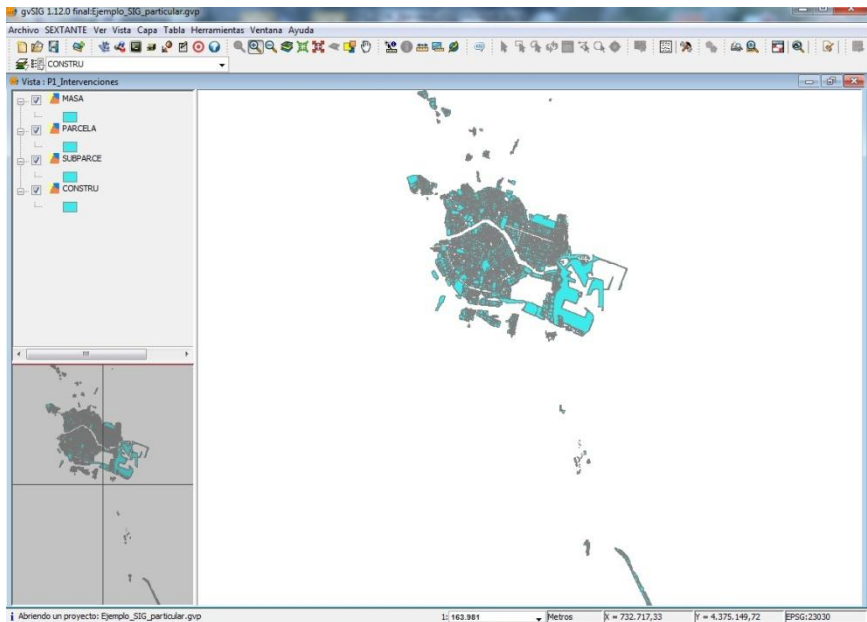 gvSIG 1.12.0 final:Ejemplo_SIG_particular.gvp
Archivo SEXTANTE Ver Vista Capa Tabla Herramientas Ventana Ayuda
CONSTRU
Vista : P1_Intervenciones
MASA
PARCELA
SUBPARCE
CONSTRU
Abriendo un proyecto: Ejemplo_SIG_particular.gvp 1: 163.981 Metros X = 732.717,33 Y = 4.375.149,72 EPSG:23030